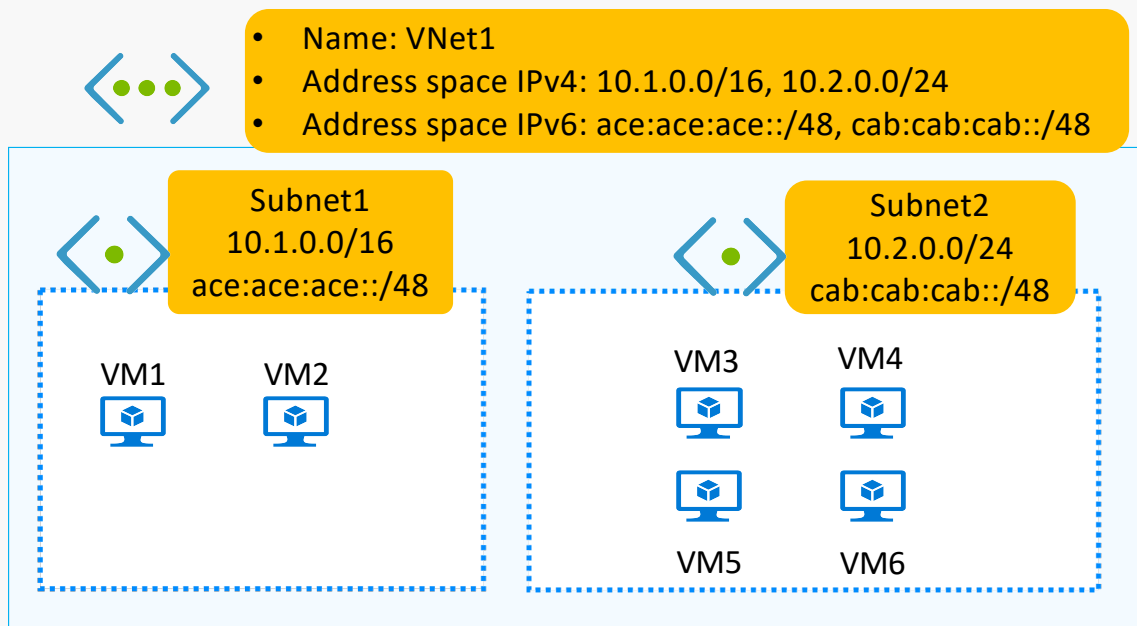 • Name: VNet1
• Address space IPv4: 10.1.0.0/16, 10.2.0.0/24
• Address space IPv6: ace:ace:ace::/48, cab:cab:cab::/48
Subnet1
10.1.0.0/16
ace:ace:ace::/48
Subnet2
10.2.0.0/24
cab:cab:cab::/48
VM1
VM2
VM3
VM4
VM5
VM6